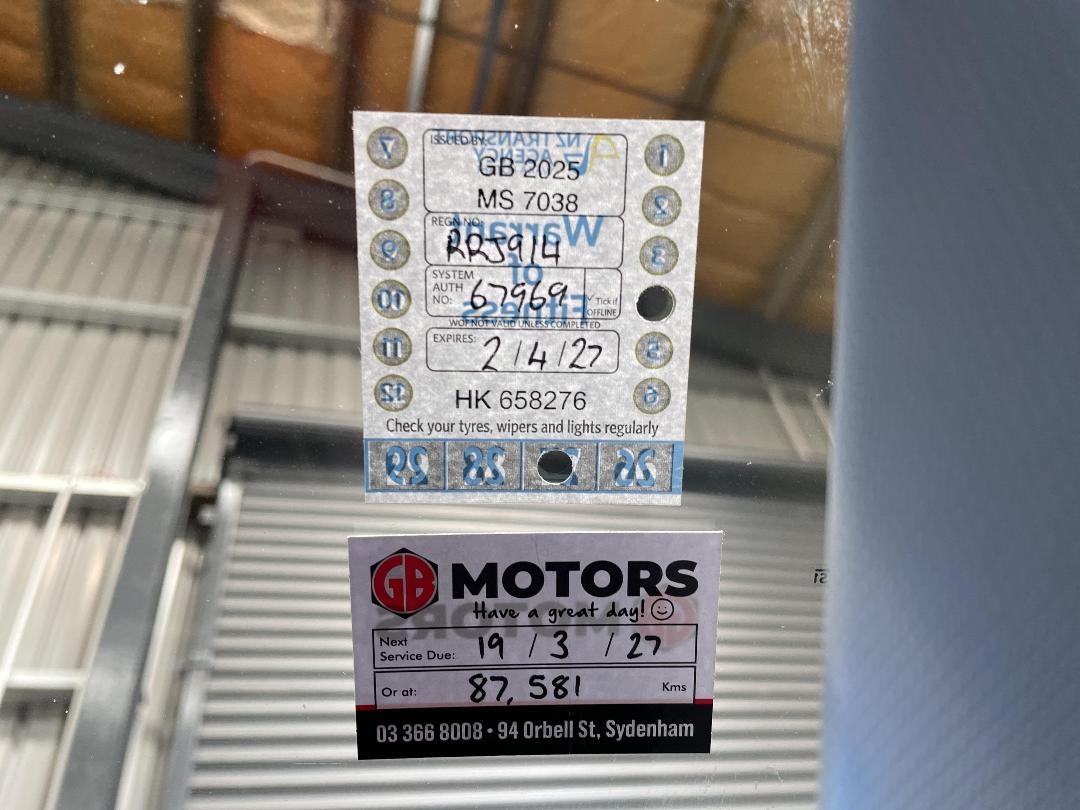 NZ TRANSPORT
AGENCY
ISSUED BY:
GB 2025
MS 7038
Warrant
of
Fitness
REGN NO:
RRJ914
SYSTEM
AUTH
NO: 67969
✓ Tick if
OFFLINE
WOF NOT VALID UNLESS COMPLETED
EXPIRES: 2/4/27
HK 658276
Check your tyres, wipers and lights regularly
7 1
8 2
9 3
10
11 5
12 6
29 28 26
GB MOTORS
Have a great day!
Next
Service Due: 19 / 3 / 27
Or at: 87,581 Kms
03 366 8008 • 94 Orbell St, Sydenham